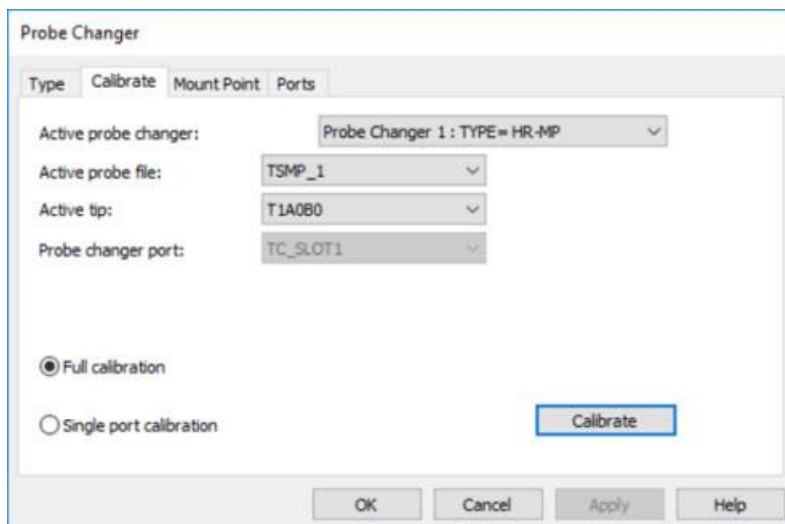 Probe Changer
Type Calibrate Mount Point Ports
Active probe changer: Probe Changer 1 : TYPE= HR-MP
Active probe file: TSMP_1
Active tip: T1A0B0
Probe changer port: TC_SLOT1
Full calibration
Single port calibration Calibrate
OK Cancel Apply Help